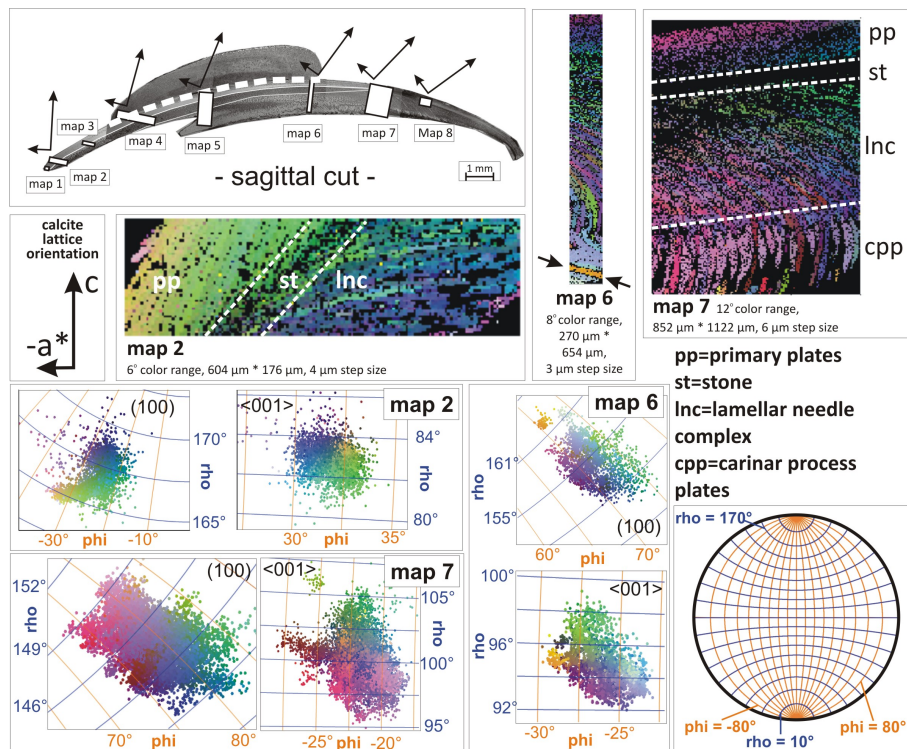 map 3
map 4
map 5
map 6
map 7
Map 8
map 1
map 2
- sagittal cut -
1 mm
calcite
lattice
orientation
c
-a*
pp
st
lnc
map 2
6° color range, 604 µm * 176 µm, 4 µm step size
map 6
8° color range,
270 µm *
654 µm,
3 µm step size
pp
st
lnc
cpp
map 7 12° color range,
852 µm * 1122 µm, 6 µm step size
pp=primary plates
st=stone
lnc=lamellar needle
complex
cpp=carinar process
plates
(100)
170°
rho
165°
-30° phi -10°
<001>
map 2
84°
rho
80°
30° phi 35°
map 6
161°
rho
155°
(100)
60° phi 70°
(100)
152°
rho
149°
146°
70° phi 80°
<001>
map 7
105°
rho
100°
95°
-25° phi -20°
100°
<001>
rho
96°
92°
-30° phi -25°
rho = 170°
phi = -80°
phi = 80°
rho = 10°